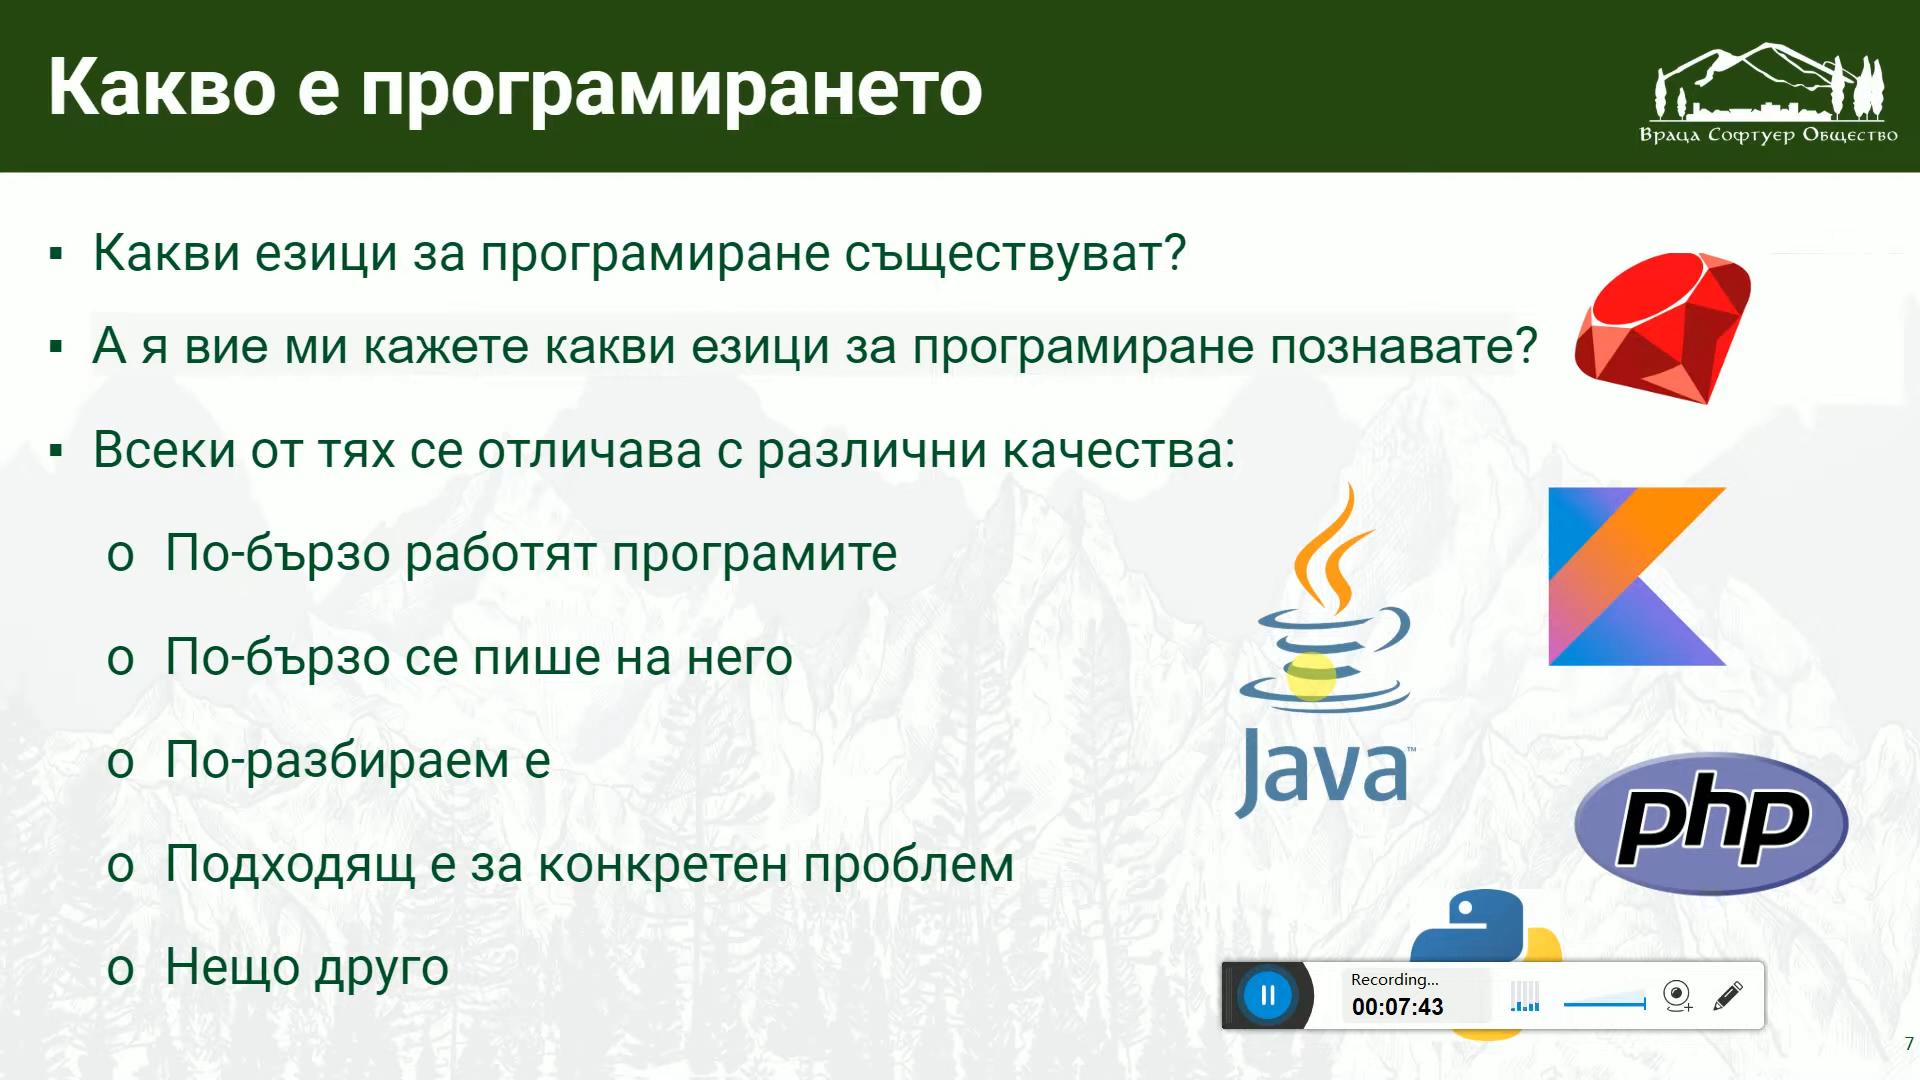 Какво е програмирането
Враца Софтуер Общество
▪ Какви езици за програмиране съществуват?
▪ А я вие ми кажете какви езици за програмиране познавате?
▪ Всеки от тях се отличава с различни качества:
o По-бързо работят програмите
o По-бързо се пише на него
o По-разбираем е
o Подходящ е за конкретен проблем
o Нещо друго
Java™
php
Recording...
00:07:43
7